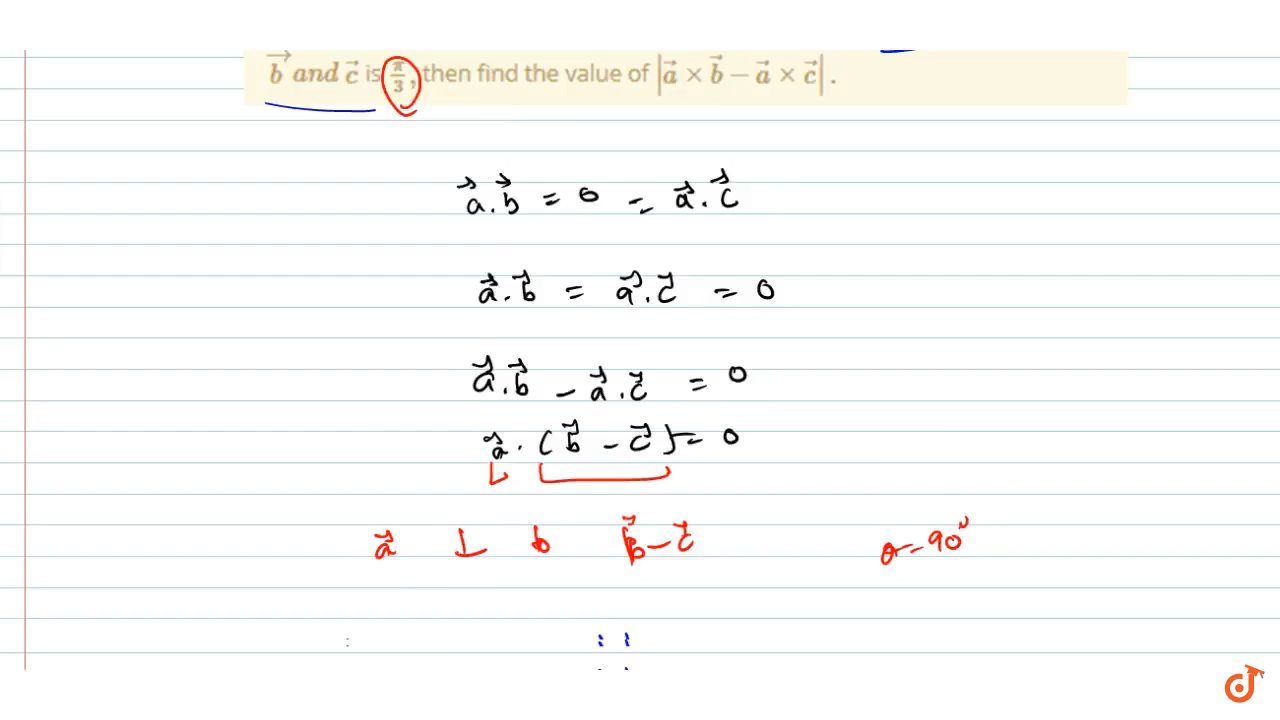 b⃗ and c⃗ is π/3, then find the value of |a⃗ × b⃗ − a⃗ × c⃗| .
a⃗ . b⃗ = 0 = a⃗ . c⃗
a⃗ . b⃗ = a⃗ . c⃗ = 0
a⃗ . b⃗ − a⃗ . c⃗ = 0
a⃗ . (b⃗ − c⃗) = 0
a⃗ ⊥ b b⃗ − c⃗ θ = 90°